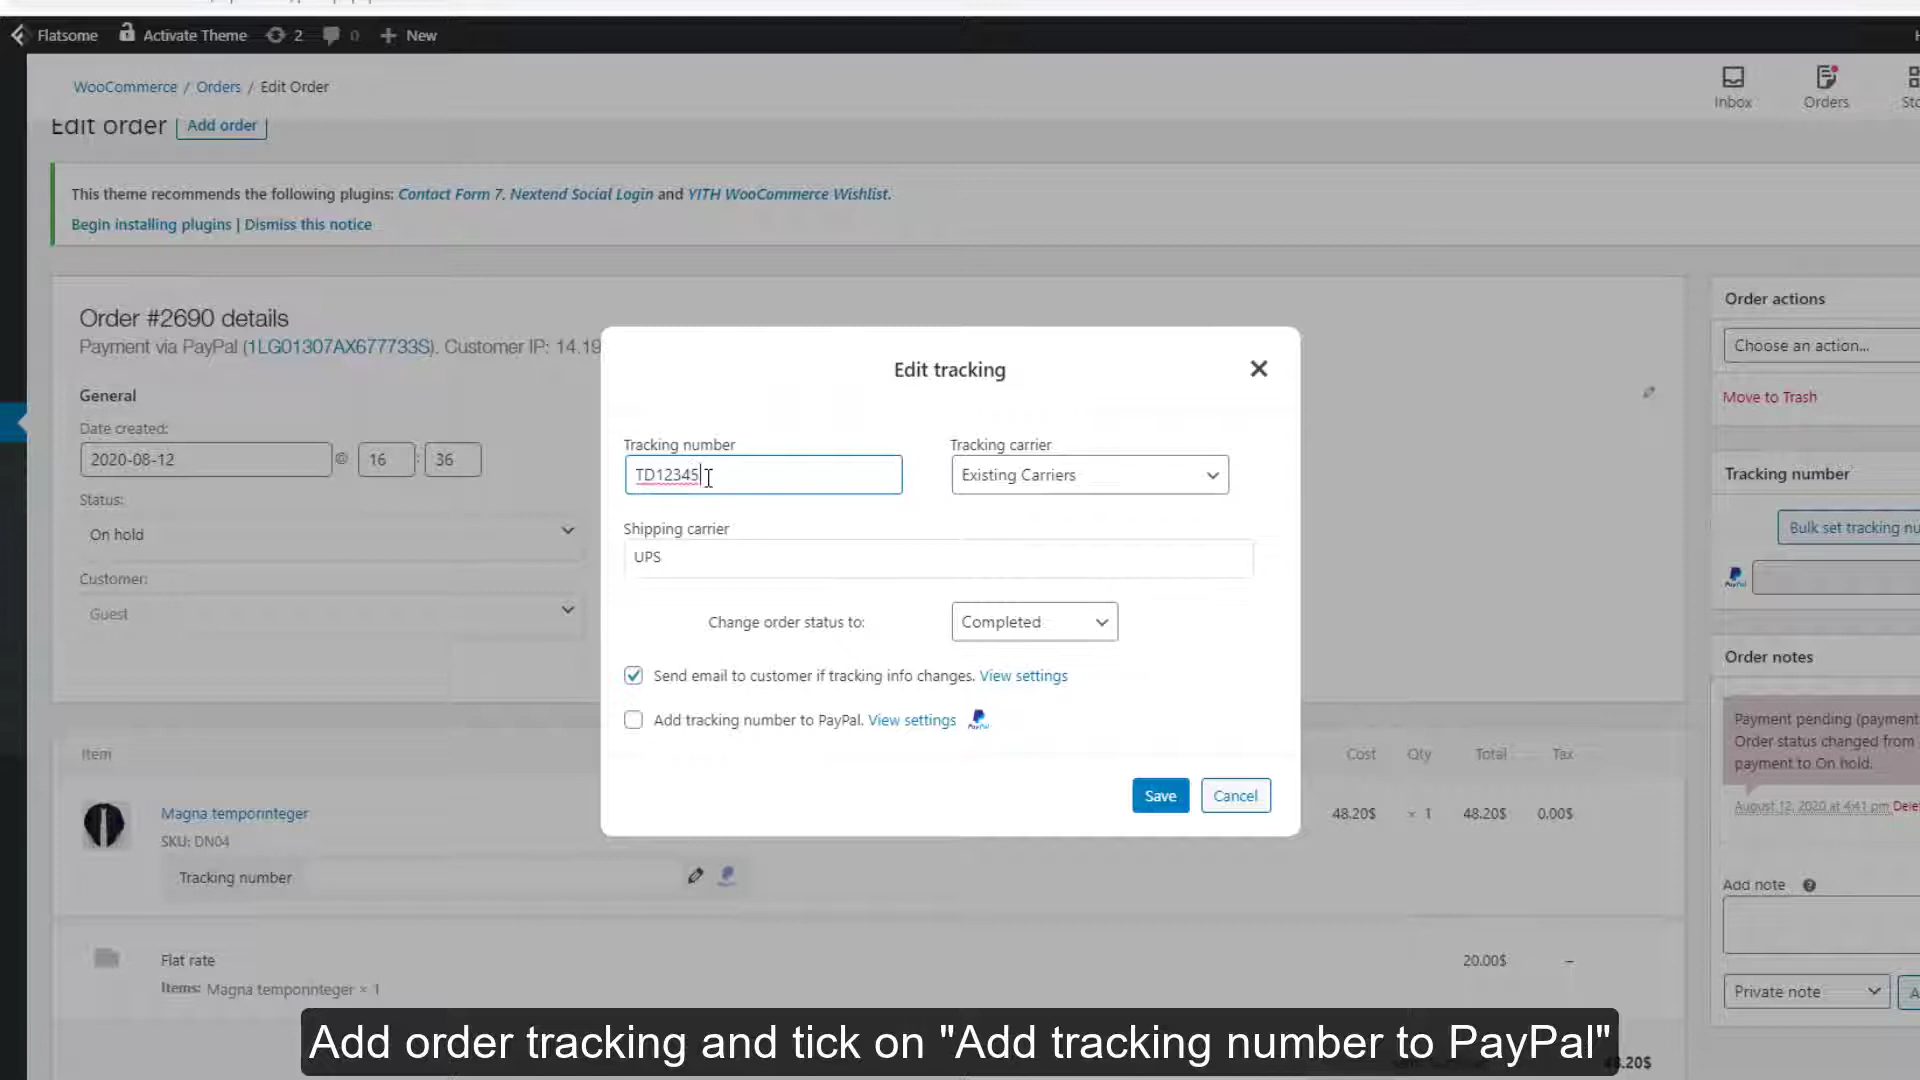 Flatsome Activate Theme 2 0 New
WooCommerce / Orders / Edit Order
Inbox
Orders
Edit order Add order
This theme recommends the following plugins: Contact Form 7, Nextend Social Login and YITH WooCommerce Wishlist.
Begin installing plugins | Dismiss this notice
Order #2690 details
Payment via PayPal (1LG01307AX677733S). Customer IP: 14.19
General
Date created:
2020-08-12 @ 16 : 36
Status:
On hold
Customer:
Guest
Edit tracking
Tracking number
TD12345
Tracking carrier
Existing Carriers
Shipping carrier
UPS
Change order status to: Completed
Send email to customer if tracking info changes. View settings
Add tracking number to PayPal. View settings PayPal
Save Cancel
Order actions
Choose an action...
Move to Trash
Tracking number
Bulk set tracking nu
PayPal
Order notes
Payment pending (payment
Order status changed from
payment to On hold.
August 12, 2020 at 4:41 pm Delet
Add note
Private note A
Item Cost Qty Total Tax
Magna temporinteger 48.20$ × 1 48.20$ 0.00$
SKU: DN04
Tracking number
Flat rate 20.00$ –
Items: Magna temporinteger × 1
Add order tracking and tick on "Add tracking number to PayPal"